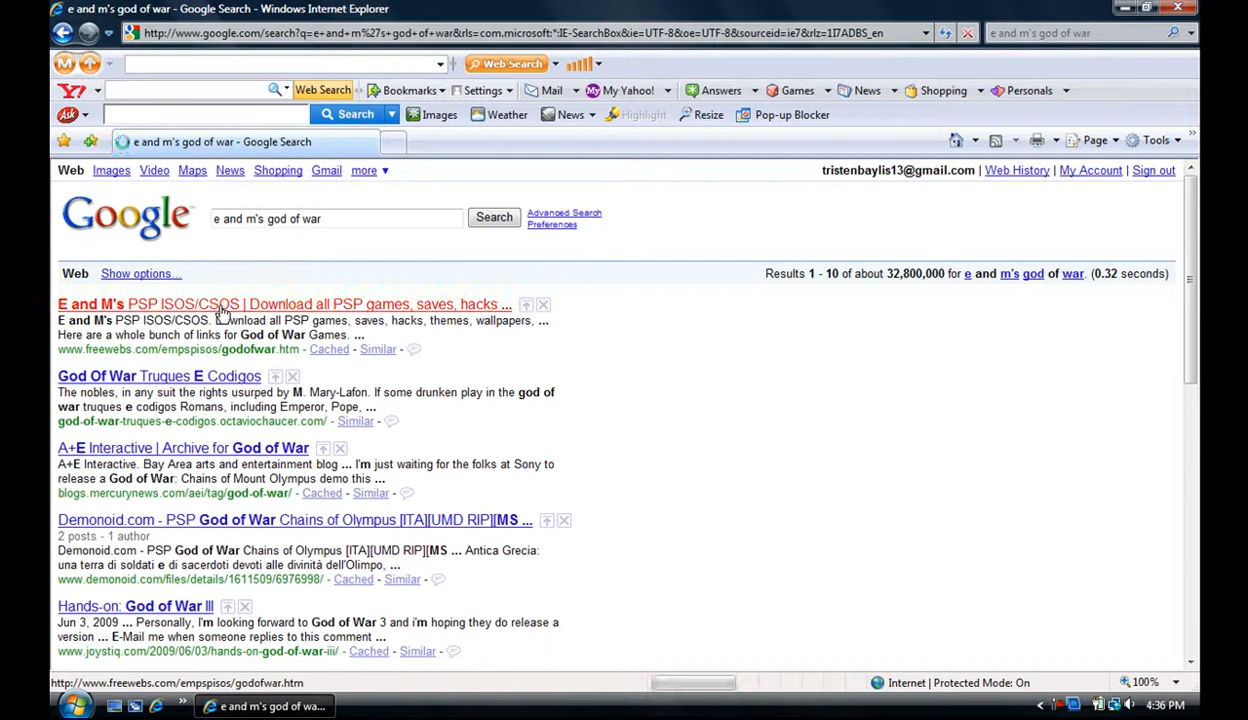 e and m's god of war - Google Search - Windows Internet Explorer
http://www.google.com/search?q=e+and+m%27s+god+of+war&rls=com.microsoft:*:IE-SearchBox&ie=UTF-8&oe=UTF-8&sourceid=ie7&rlz=1I7ADBS_en
e and m's god of war
M Web Search
Y! Web Search Bookmarks Settings Mail My Yahoo! Answers Games News Shopping Personals
Ask Search Images Weather News Highlight Resize Pop-up Blocker
e and m's god of war - Google Search Page Tools
Web Images Video Maps News Shopping Gmail more ▼ tristenbaylis13@gmail.com | Web History | My Account | Sign out
Google e and m's god of war Search Advanced Search
Preferences
Web Show options... Results 1 - 10 of about 32,800,000 for e and m's god of war. (0.32 seconds)
E and M's PSP ISOS/CSOS | Download all PSP games, saves, hacks ...
E and M's PSP ISOS/CSOS. Download all PSP games, saves, hacks, themes, wallpapers, ...
Here are a whole bunch of links for God of War Games. ...
www.freewebs.com/empspisos/godofwar.htm - Cached - Similar -
God Of War Truques E Codigos
The nobles, in any suit the rights usurped by M. Mary-Lafon. If some drunken play in the god of
war truques e codigos Romans, including Emperor, Pope, ...
god-of-war-truques-e-codigos.octaviochaucer.com/ - Similar -
A+E Interactive | Archive for God of War
A+E Interactive. Bay Area arts and entertainment blog ... I'm just waiting for the folks at Sony to
release a God of War: Chains of Mount Olympus demo this ...
blogs.mercurynews.com/aei/tag/god-of-war/ - Cached - Similar -
Demonoid.com - PSP God of War Chains of Olympus [ITA][UMD RIP][MS ...
2 posts - 1 author
Demonoid.com - PSP God of War Chains of Olympus [ITA][UMD RIP][MS ... Antica Grecia:
una terra di soldati e di sacerdoti devoti alle divinità dell'Olimpo, ...
www.demonoid.com/files/details/1611509/6976998/ - Cached - Similar -
Hands-on: God of War III
Jun 3, 2009 ... Personally, I'm looking forward to God of War 3 and i'm hoping they do release a
version ... E-Mail me when someone replies to this comment ...
www.joystiq.com/2009/06/03/hands-on-god-of-war-iii/ - Cached - Similar -
http://www.freewebs.com/empspisos/godofwar.htm Internet | Protected Mode: On 100%
e and m's god of wa... 4:36 PM